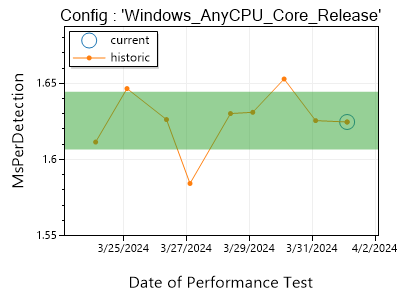 Config : 'Windows_AnyCPU_Core_Release'
current
historic
MsPerDetection
1.65
1.6
1.55
3/25/2024 3/27/2024 3/29/2024 3/31/2024 4/2/2024
Date of Performance Test